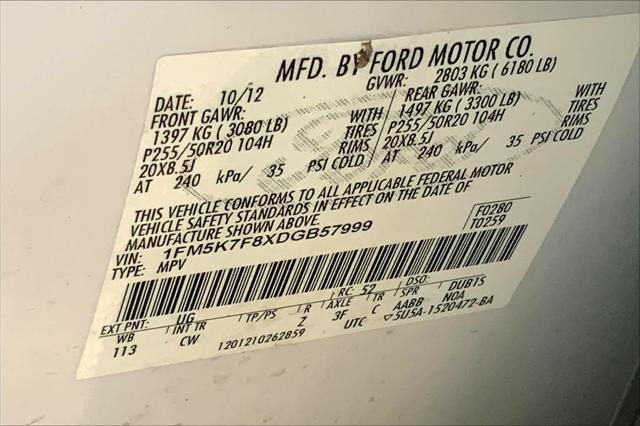 MFD. BY FORD MOTOR CO.
DATE: 10/12 GVWR: 2803 KG ( 6180 LB)
FRONT GAWR: REAR GAWR:
1397 KG ( 3080 LB) WITH 1497 KG ( 3300 LB) WITH
P255/50R20 104H TIRES P255/50R20 104H TIRES
20X8.5J RIMS 20X8.5J RIMS
AT 240 kPa/ 35 PSI COLD AT 240 kPa/ 35 PSI COLD
THIS VEHICLE CONFORMS TO ALL APPLICABLE FEDERAL MOTOR
VEHICLE SAFETY STANDARDS IN EFFECT ON THE DATE OF
MANUFACTURE SHOWN ABOVE.
VIN: 1FM5K7F8XDGB57999 F0280
TYPE: MPV T0259
EXT PNT: UG RC: 52 DSO:
WB INT TR TP/PS R AXLE TR SPR DUB1S
113 CW Z 3F C AABB NOA
1201210262859 UTC ▽5U5A-1520472-BA